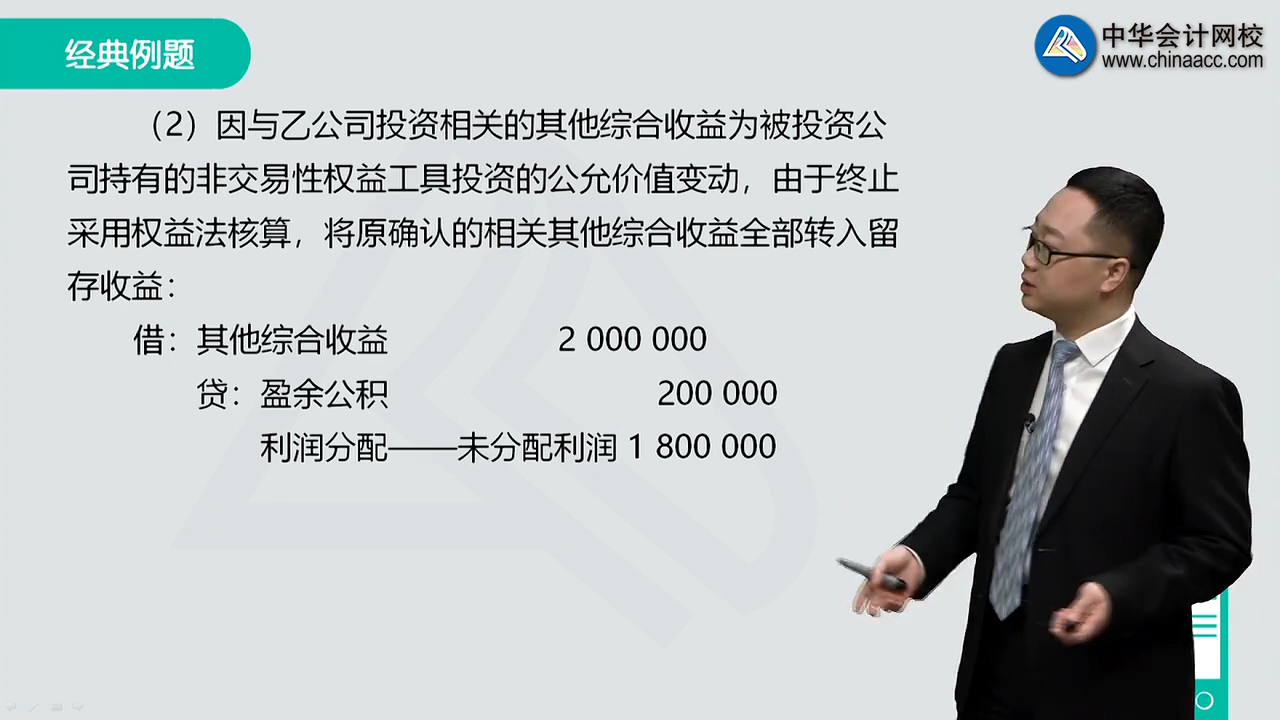 经典例题
中华会计网校
www.chinaacc.com
（2）因与乙公司投资相关的其他综合收益为被投资公
司持有的非交易性权益工具投资的公允价值变动，由于终止
采用权益法核算，将原确认的相关其他综合收益全部转入留
存收益：
借：其他综合收益 2 000 000
贷：盈余公积 200 000
利润分配——未分配利润 1 800 000